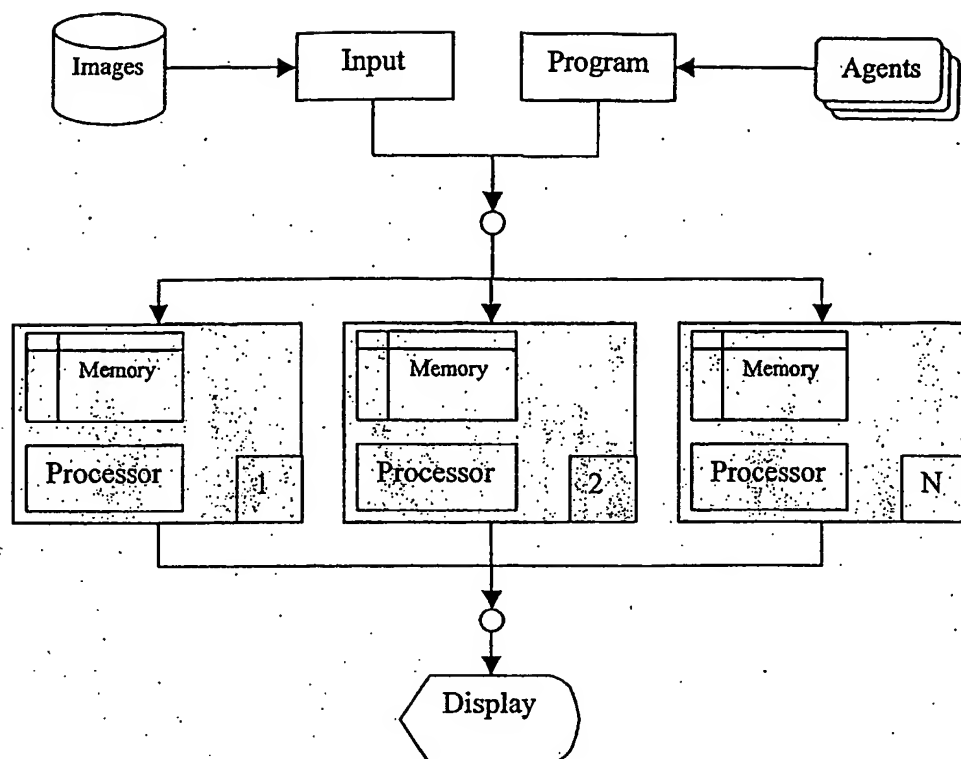 Images
Input
Program
Agents
Memory
Memory
Memory
Processor
1
Processor
2
Processor
N
Display